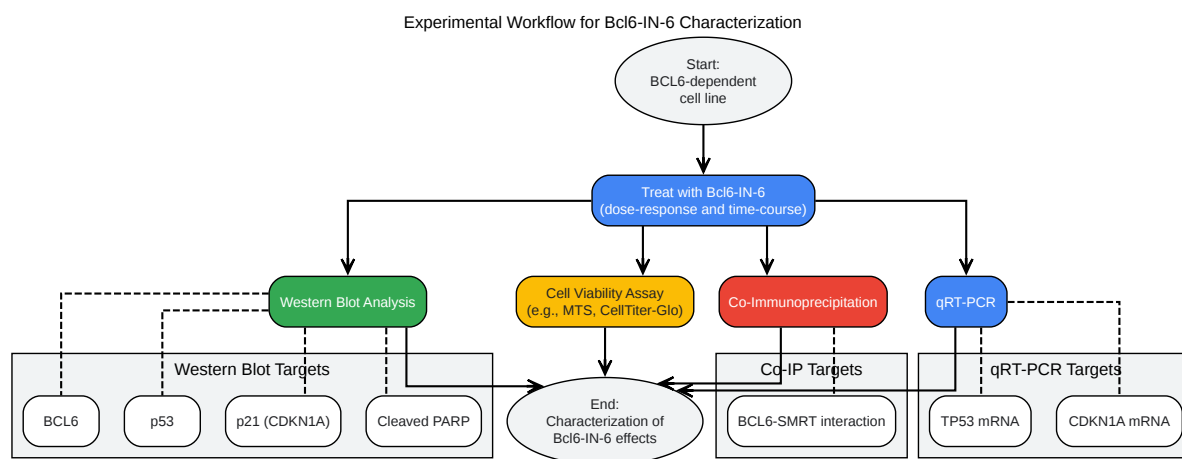 Experimental Workflow for Bcl6-IN-6 Characterization
Start:
BCL6-dependent
cell line
Treat with Bcl6-IN-6
(dose-response and time-course)
Western Blot Analysis
Cell Viability Assay
(e.g., MTS, CellTiter-Glo)
Co-Immunoprecipitation
qRT-PCR
Western Blot Targets
BCL6
p53
p21 (CDKN1A)
Cleaved PARP
End:
Characterization of
Bcl6-IN-6 effects
Co-IP Targets
BCL6-SMRT interaction
qRT-PCR Targets
TP53 mRNA
CDKN1A mRNA